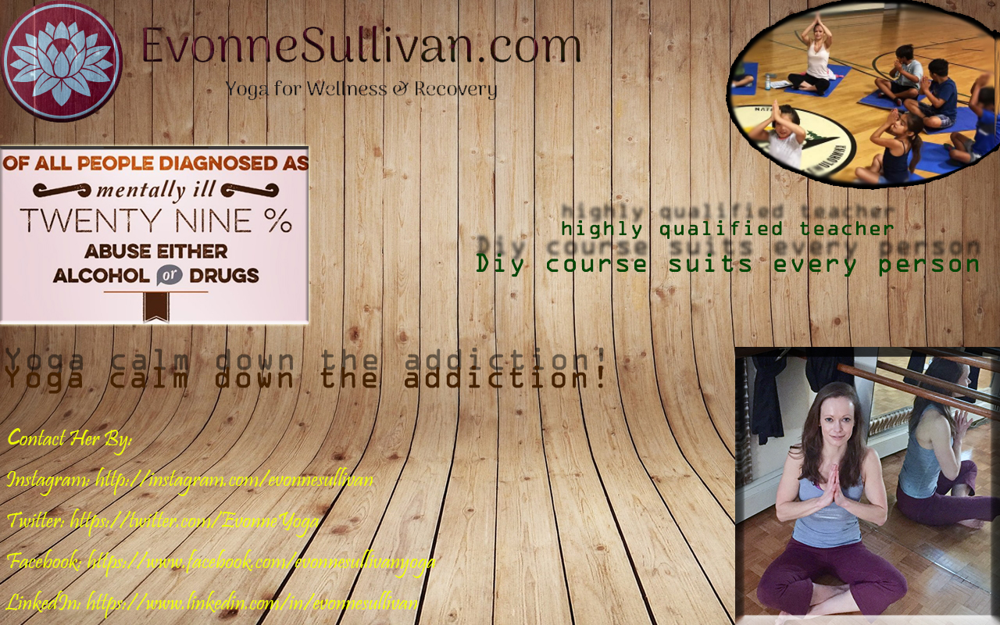 EvonneSullivan.com
Yoga for Wellness & Recovery
OF ALL PEOPLE DIAGNOSED AS
mentally ill
TWENTY NINE %
ABUSE EITHER
ALCOHOL or DRUGS
highly qualified teacher
Diy course suits every person
Yoga calm down the addiction!
Contact Her By:
Instagram: http://instagram.com/evonnesullivan
Twitter: https://twitter.com/EvonneYoga
Facebook: https://www.facebook.com/evonnesullivanyoga
LinkedIn: https://www.linkedin.com/in/evonnesullivan